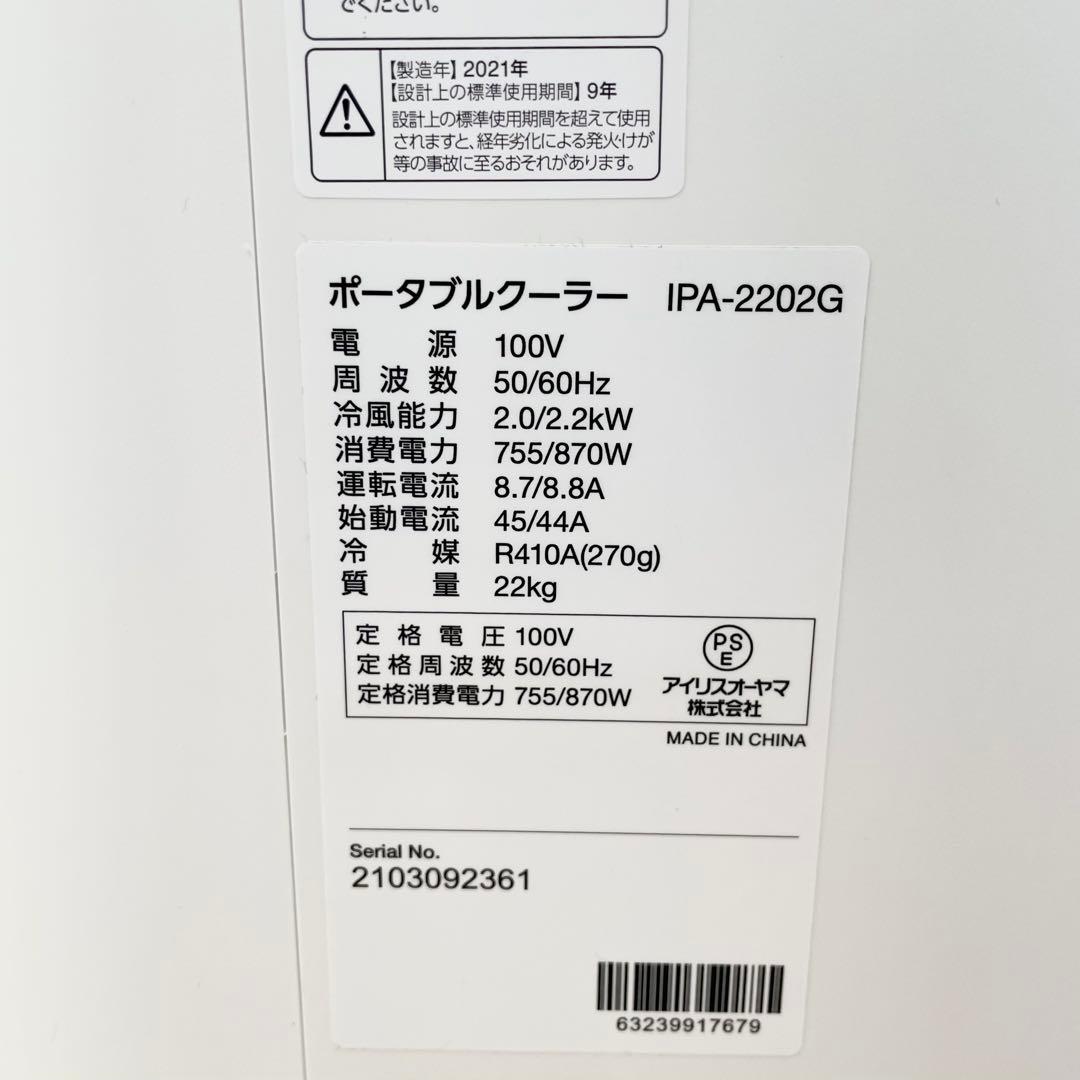 でください。
【製造年】2021年
【設計上の標準使用期間】9年
設計上の標準使用期間を超えて使用
されますと、経年劣化による発火・けが
等の事故に至るおそれがあります。
ポータブルクーラー IPA-2202G
電源 100V
周波数 50/60Hz
冷風能力 2.0/2.2kW
消費電力 755/870W
運転電流 8.7/8.8A
始動電流 45/44A
冷媒 R410A(270g)
質量 22kg
定格電圧 100V
定格周波数 50/60Hz
定格消費電力 755/870W
PSE
アイリスオーヤマ
株式会社
MADE IN CHINA
Serial No.
2103092361
63239917679